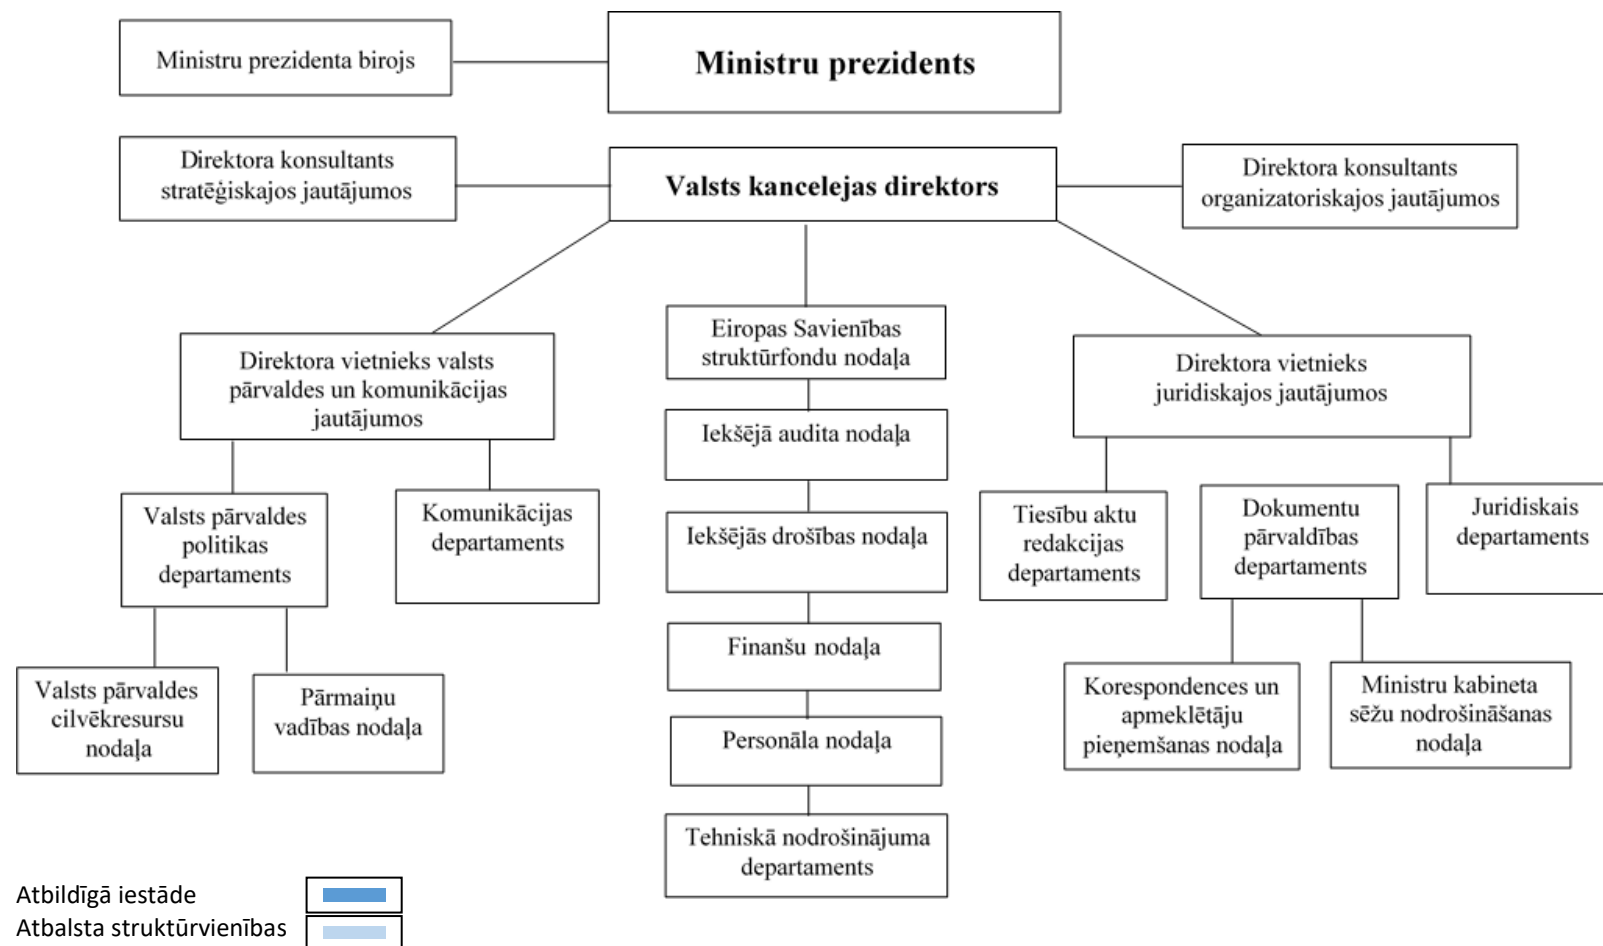 Ministru prezidenta birojs
Ministru prezidents
Direktora konsultants
stratēģiskajos jautājumos
Valsts kancelejas direktors
Direktora konsultants
organizatoriskajos jautājumos
Direktora vietnieks valsts
pārvaldes un komunikācijas
jautājumos
Eiropas Savienības
struktūrfondu nodaļa
Direktora vietnieks
juridiskajos jautājumos
Iekšējā audita nodaļa
Valsts pārvaldes
politikas
departaments
Komunikācijas
departaments
Iekšējās drošības nodaļa
Tiesību aktu
redakcijas
departaments
Dokumentu
pārvaldības
departaments
Juridiskais
departaments
Finanšu nodaļa
Valsts pārvaldes
cilvēkresursu
nodaļa
Pārmaiņu
vadības nodaļa
Personāla nodaļa
Korespondences un
apmeklētāju
pieņemšanas nodaļa
Ministru kabineta
sēžu nodrošināšanas
nodaļa
Tehniskā nodrošinājuma
departaments
Atbildīgā iestāde
Atbalsta struktūrvienības